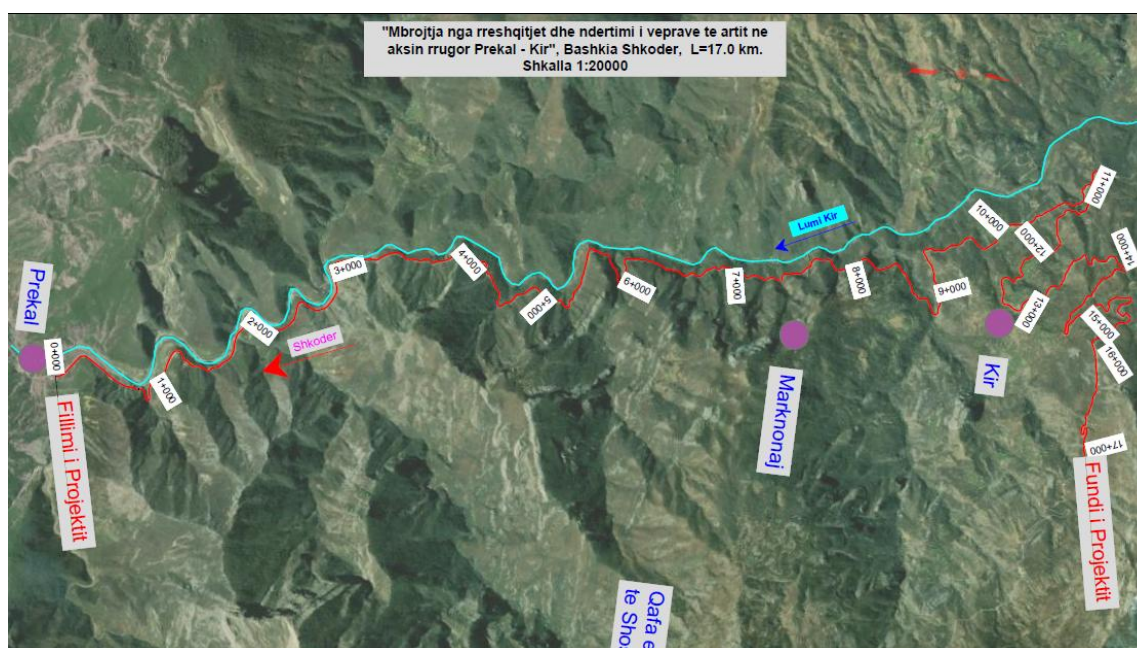 "Mbrojtja nga rreshqitjet dhe ndertimi i veprave te artit ne
aksin rrugor Prekal - Kir", Bashkia Shkoder, L=17.0 km.
Shkalla 1:20000
Lumi Kir
Shkoder
Prekal
Fillimi i Projektit
0+000
1+000
2+000
3+000
4+000
5+000
6+000
7+000
8+000
9+000
10+000
11+000
12+000
13+000
14+000
15+000
16+000
17+000
Marknonaj
Kir
Fundi i Projektit
Qafa e
te